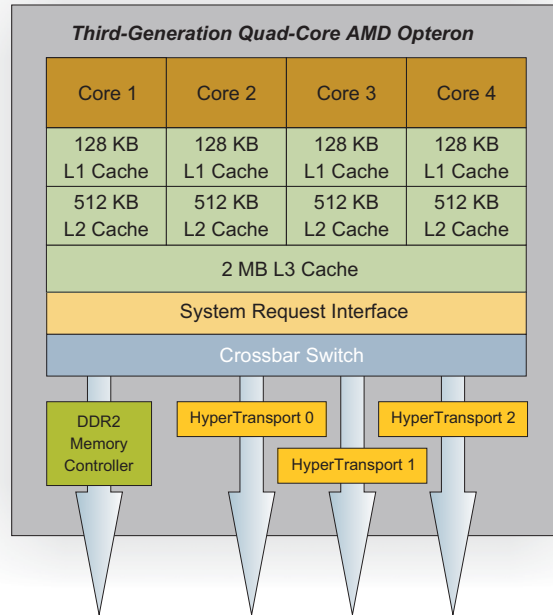 Third-Generation Quad-Core AMD Opteron
Core 1
Core 2
Core 3
Core 4
128 KB
L1 Cache
128 KB
L1 Cache
128 KB
L1 Cache
128 KB
L1 Cache
512 KB
L2 Cache
512 KB
L2 Cache
512 KB
L2 Cache
512 KB
L2 Cache
2 MB L3 Cache
System Request Interface
Crossbar Switch
DDR2
Memory
Controller
HyperTransport 0
HyperTransport 1
HyperTransport 2